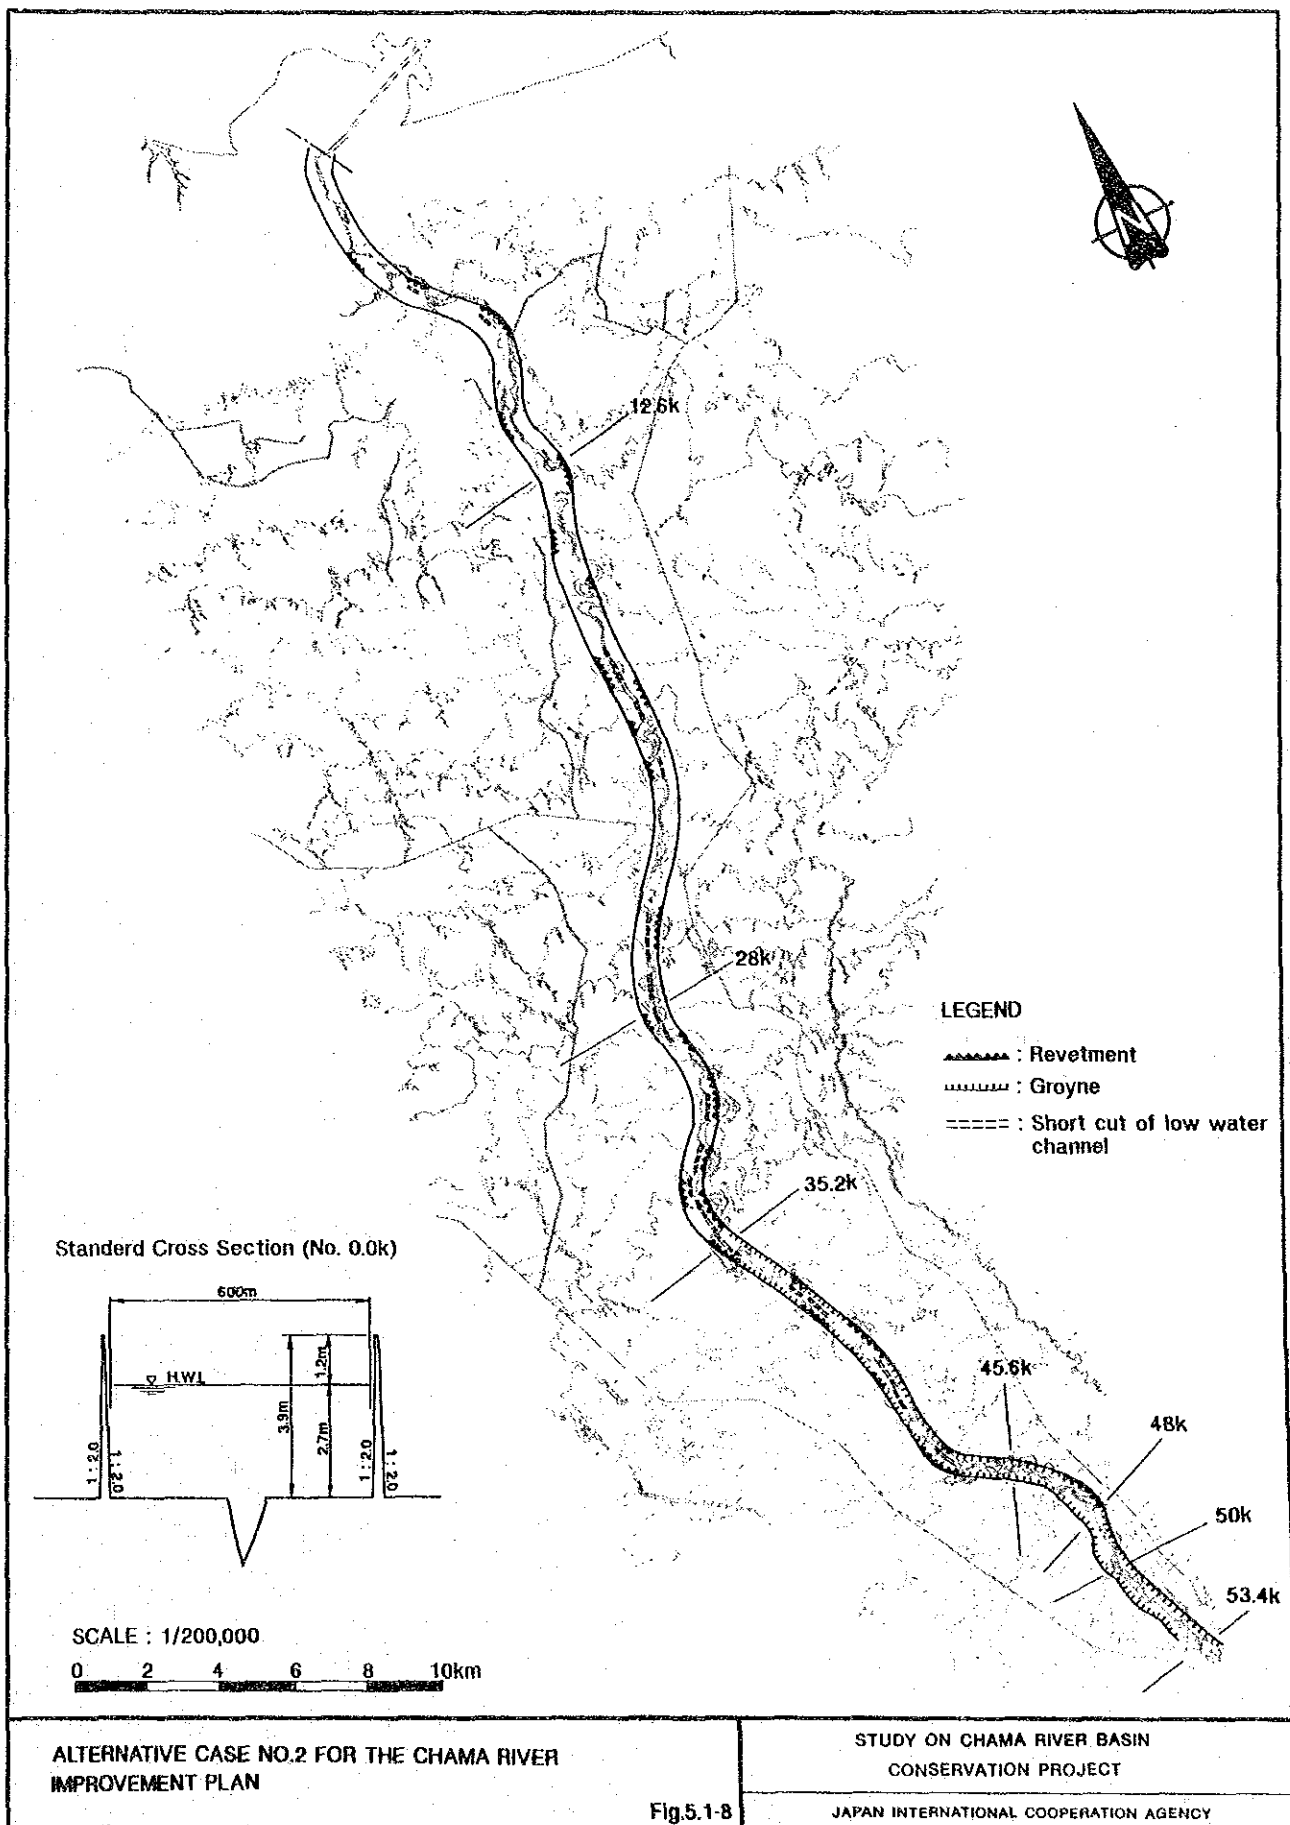 N
12.6k
28k
LEGEND
: Revetment
: Groyne
: Short cut of low water
channel
35.2k
Standerd Cross Section (No. 0.0k)
600m
H.W.L
1.2m
3.9m
2.7m
1 : 2.0
1 : 2.0
1 : 2.0
1 : 2.0
45.6k
48k
50k
53.4k
SCALE : 1/200,000
0 2 4 6 8 10km
ALTERNATIVE CASE NO.2 FOR THE CHAMA RIVER
IMPROVEMENT PLAN
Fig.5.1-8
STUDY ON CHAMA RIVER BASIN
CONSERVATION PROJECT
JAPAN INTERNATIONAL COOPERATION AGENCY